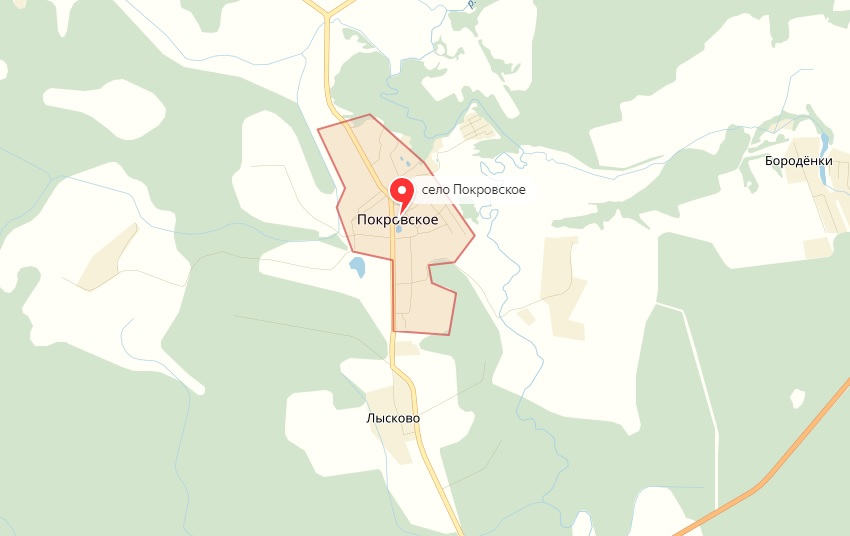 р.
Бородёнки
село Покровское
Покровское
Лысково